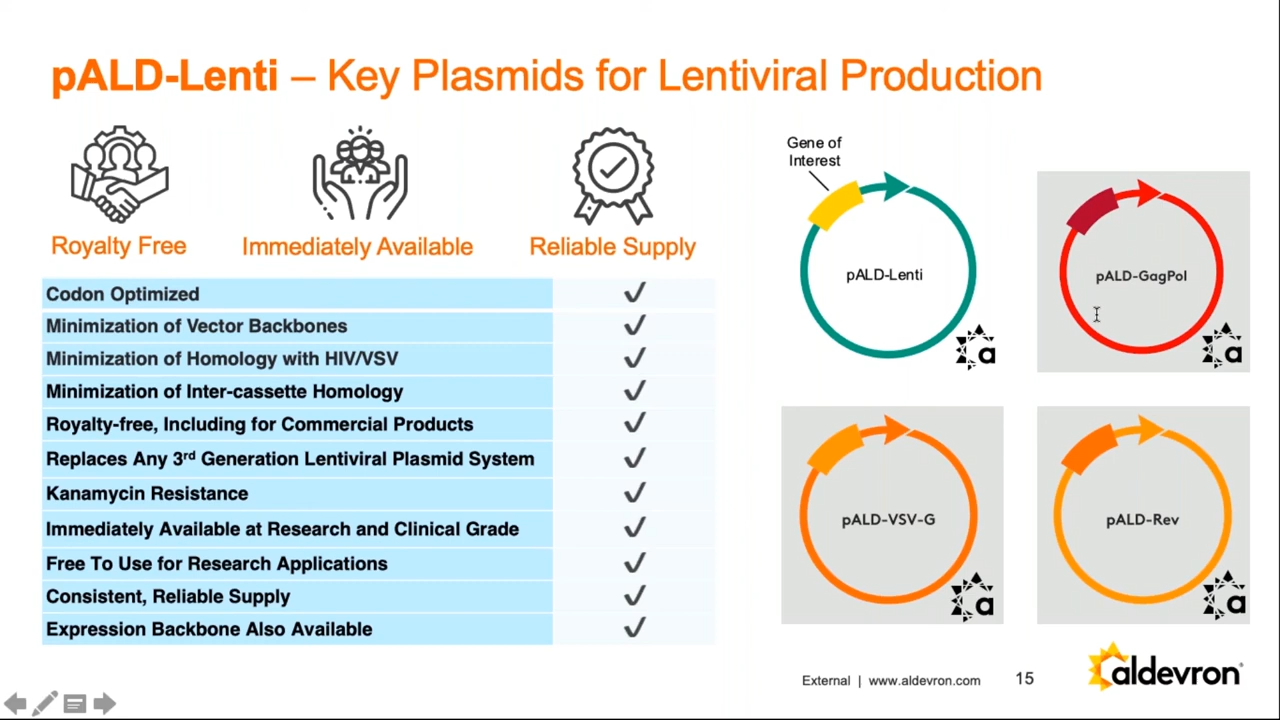 pALD-Lenti – Key Plasmids for Lentiviral Production
Royalty Free
Immediately Available
Reliable Supply
Codon Optimized ✓
Minimization of Vector Backbones ✓
Minimization of Homology with HIV/VSV ✓
Minimization of Inter-cassette Homology ✓
Royalty-free, Including for Commercial Products ✓
Replaces Any 3rd Generation Lentiviral Plasmid System ✓
Kanamycin Resistance ✓
Immediately Available at Research and Clinical Grade ✓
Free To Use for Research Applications ✓
Consistent, Reliable Supply ✓
Expression Backbone Also Available ✓
Gene of
Interest
pALD-Lenti
a
pALD-GagPol
a
pALD-VSV-G
a
pALD-Rev
a
External | www.aldevron.com 15
aldevron